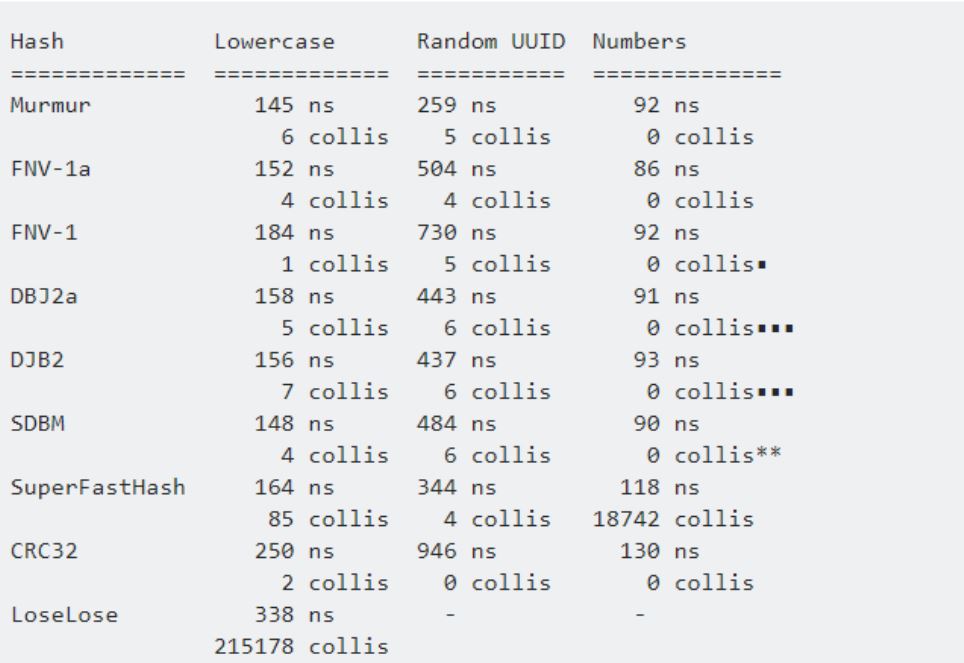 Hash Lowercase Random UUID Numbers
============= ============= =========== ==============
Murmur 145 ns 259 ns 92 ns
6 collis 5 collis 0 collis
FNV-1a 152 ns 504 ns 86 ns
4 collis 4 collis 0 collis
FNV-1 184 ns 730 ns 92 ns
1 collis 5 collis 0 collis▪
DBJ2a 158 ns 443 ns 91 ns
5 collis 6 collis 0 collis▪▪▪
DJB2 156 ns 437 ns 93 ns
7 collis 6 collis 0 collis▪▪▪
SDBM 148 ns 484 ns 90 ns
4 collis 6 collis 0 collis**
SuperFastHash 164 ns 344 ns 118 ns
85 collis 4 collis 18742 collis
CRC32 250 ns 946 ns 130 ns
2 collis 0 collis 0 collis
LoseLose 338 ns - -
215178 collis